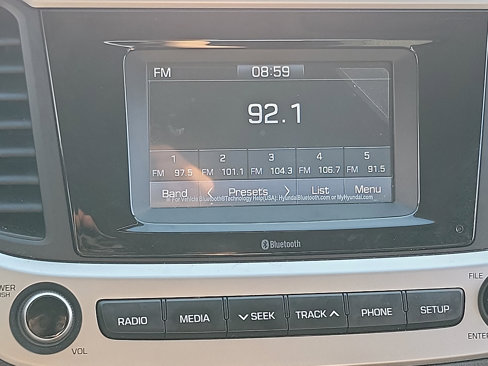 FM 08:59
92.1
1 2 3 4 5
FM 97.5 FM 101.1 FM 104.3 FM 106.7 FM 91.5
Band < Presets > List Menu
For Vehicle Bluetooth®Technology Help(USA): HyundaiBluetooth.com or MyHyundai.com
Bluetooth
FILE
RADIO MEDIA SEEK TRACK PHONE SETUP
VOL